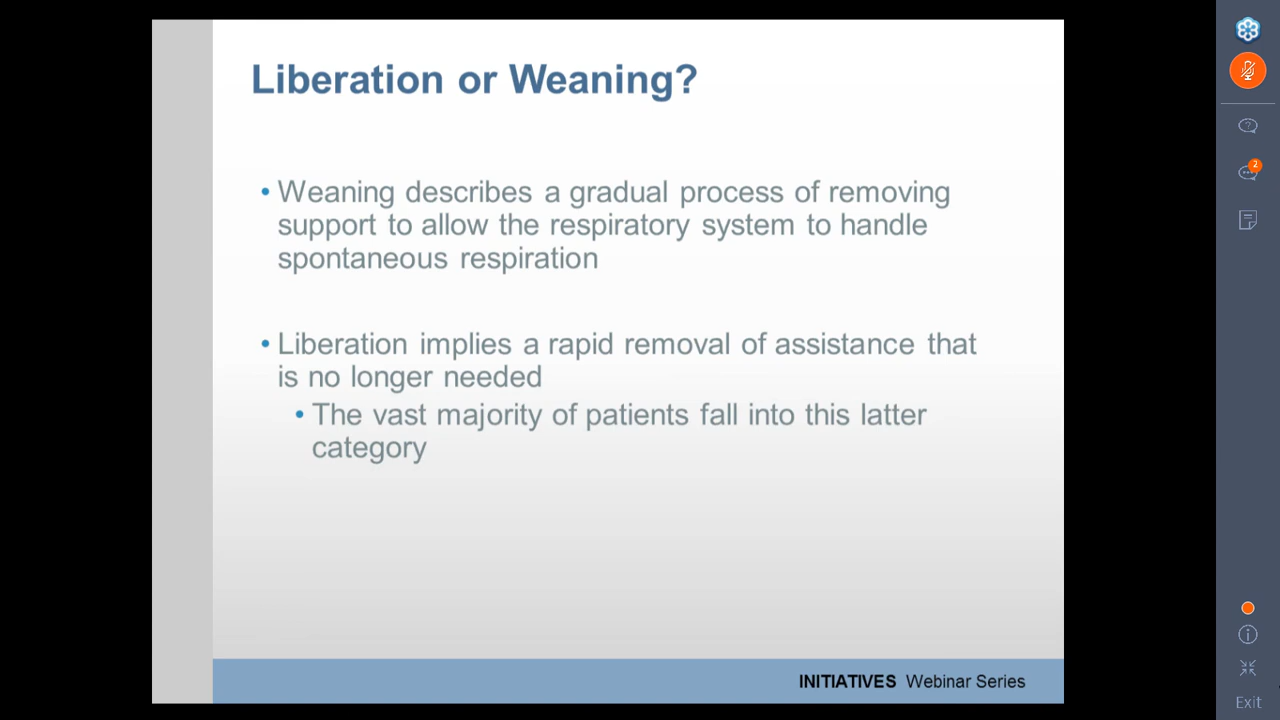 Liberation or Weaning?
• Weaning describes a gradual process of removing
support to allow the respiratory system to handle
spontaneous respiration
• Liberation implies a rapid removal of assistance that
is no longer needed
• The vast majority of patients fall into this latter
category
INITIATIVES Webinar Series
?
2
i
Exit